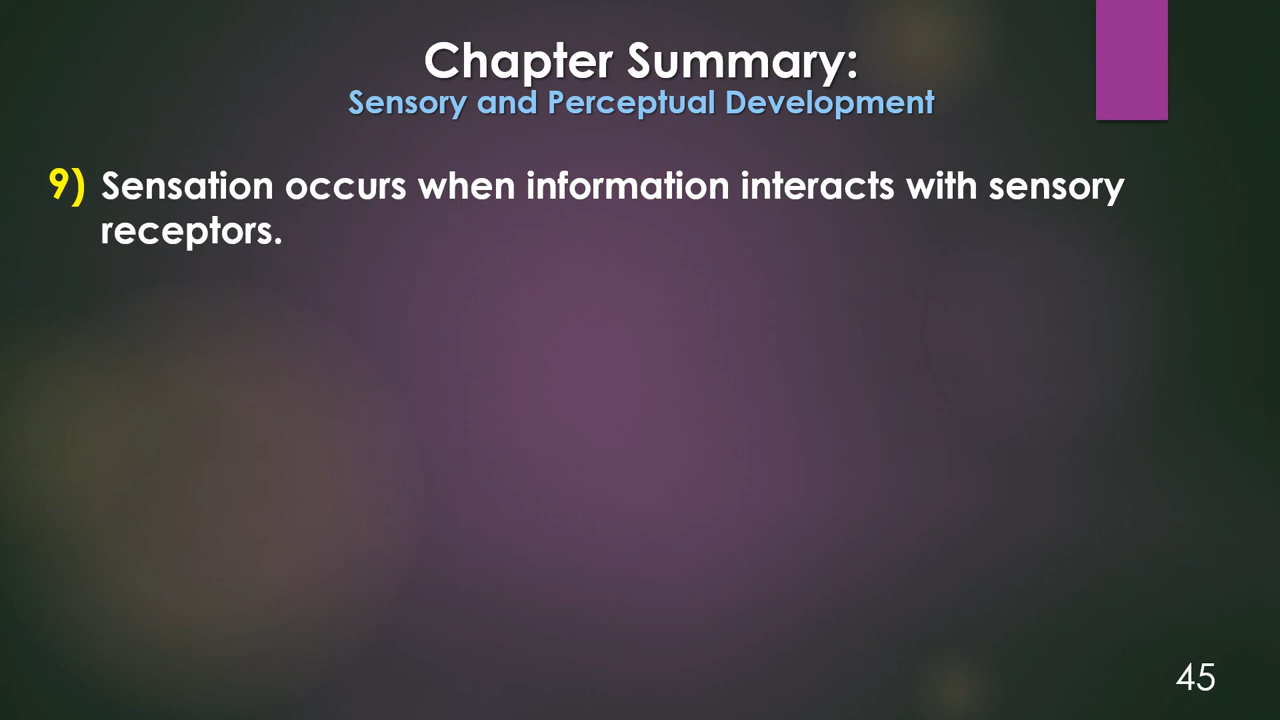 Chapter Summary:
Sensory and Perceptual Development
9) Sensation occurs when information interacts with sensory
receptors.
45